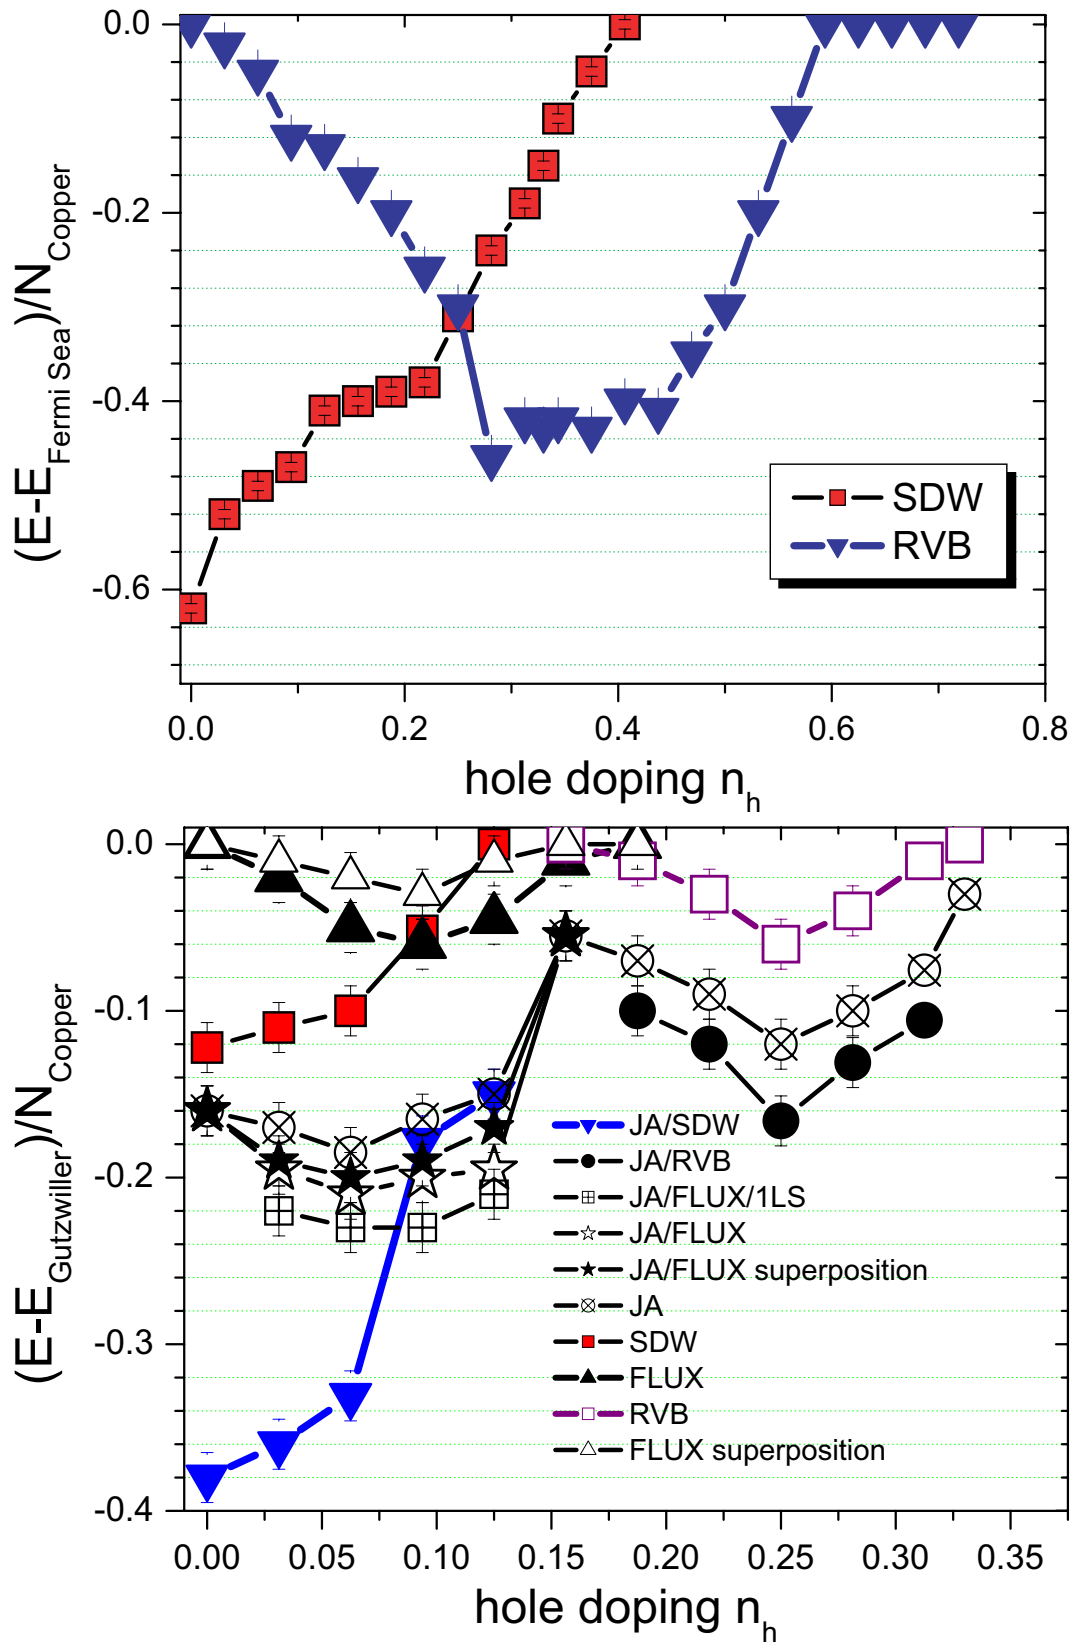 0.0
-0.2
-0.4
-0.6
(E-E_Fermi Sea)/N_Copper
SDW
RVB
0.0 0.2 0.4 0.6 0.8
hole doping n_h
0.0
-0.1
-0.2
-0.3
-0.4
(E-E_Gutzwiller)/N_Copper
JA/SDW
JA/RVB
JA/FLUX/1LS
JA/FLUX
JA/FLUX superposition
JA
SDW
FLUX
RVB
FLUX superposition
0.00 0.05 0.10 0.15 0.20 0.25 0.30 0.35
hole doping n_h